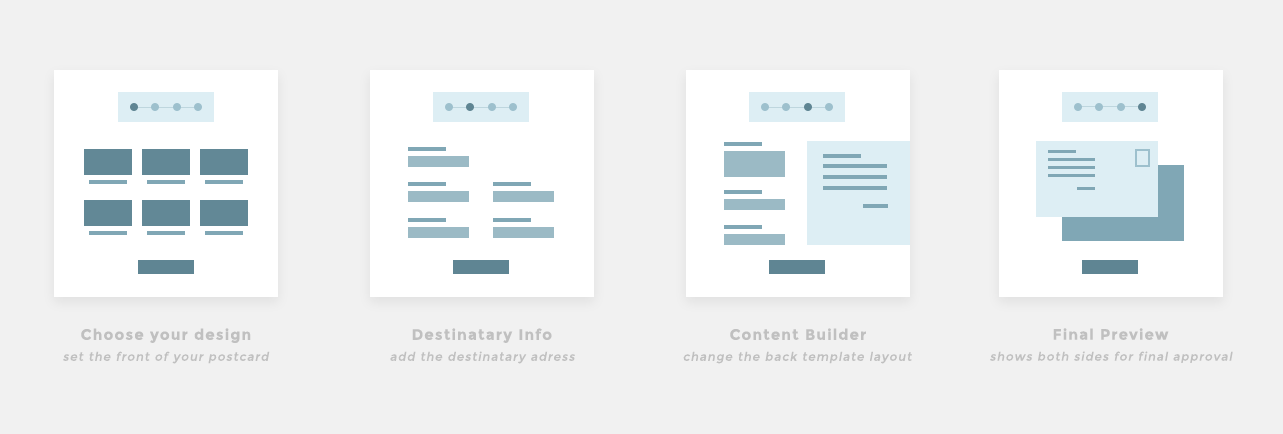 Choose your design
set the front of your postcard
Destinatary Info
add the destinatary adress
Content Builder
change the back template layout
Final Preview
shows both sides for final approval